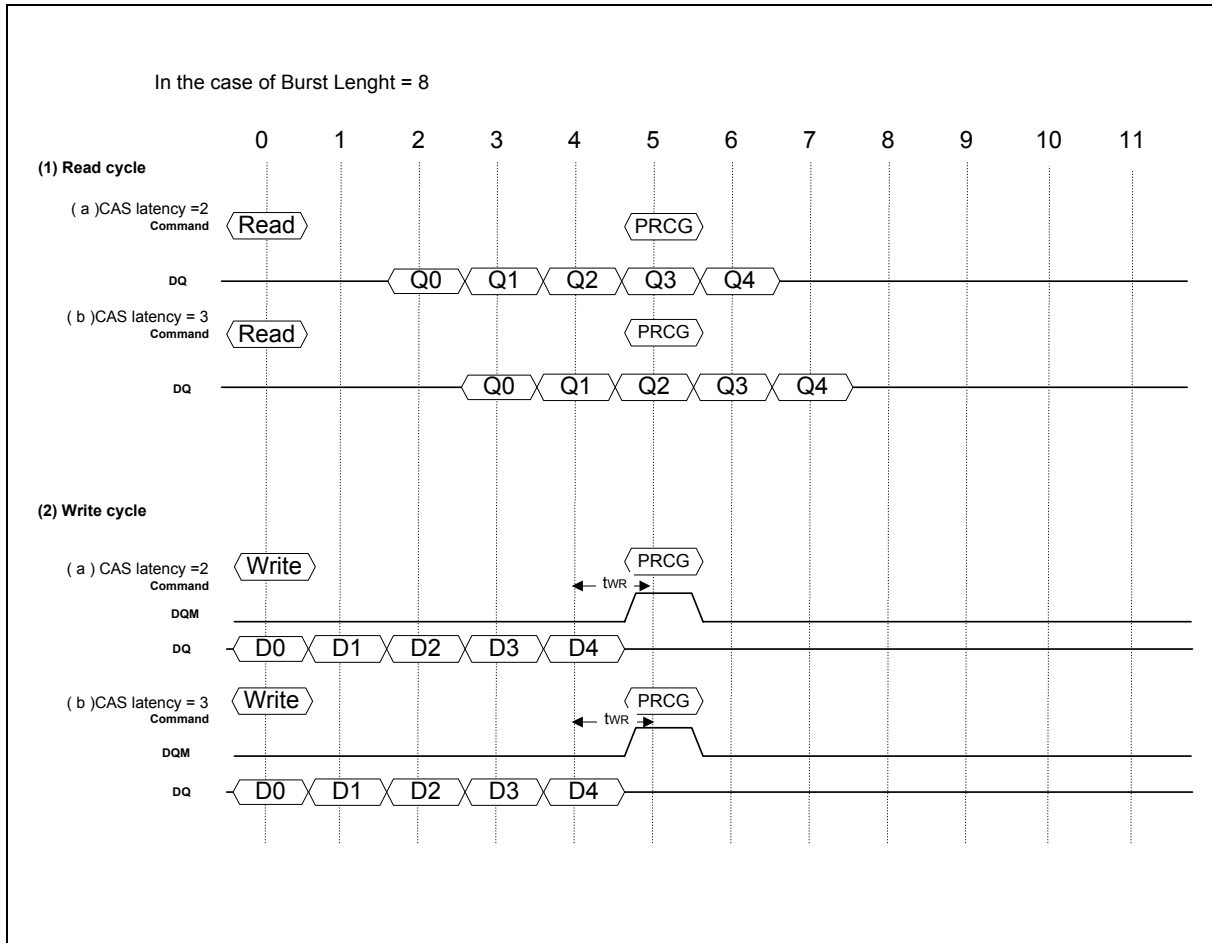 In the case of Burst Lenght = 8
0 1 2 3 4 5 6 7 8 9 10 11
(1) Read cycle
( a )CAS latency =2
Command
Read
PRCG
DQ
Q0 Q1 Q2 Q3 Q4
( b )CAS latency = 3
Command
Read
PRCG
DQ
Q0 Q1 Q2 Q3 Q4
(2) Write cycle
( a ) CAS latency =2
Command
Write
PRCG
tWR
DQM
DQ
D0 D1 D2 D3 D4
( b )CAS latency = 3
Command
Write
PRCG
tWR
DQM
DQ
D0 D1 D2 D3 D4